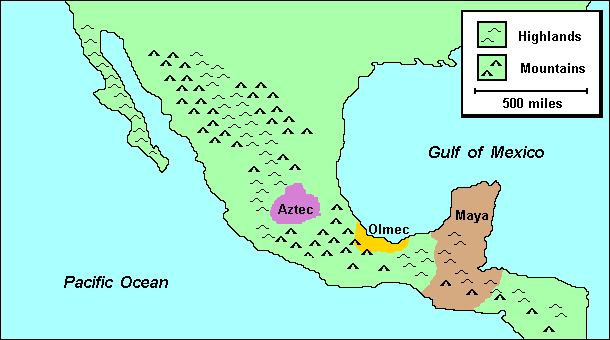 Highlands
Mountains
500 miles
Gulf of Mexico
Aztec
Olmec
Maya
Pacific Ocean